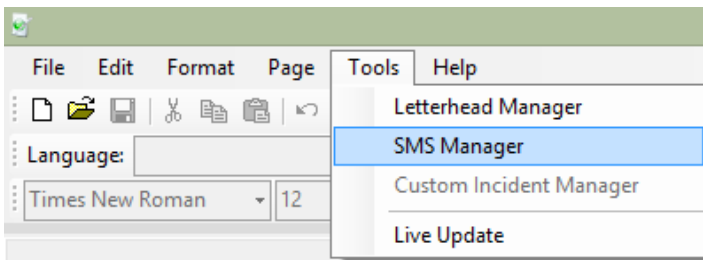 File Edit Format Page Tools Help
Letterhead Manager
Language:
SMS Manager
Times New Roman 12
Custom Incident Manager
Live Update